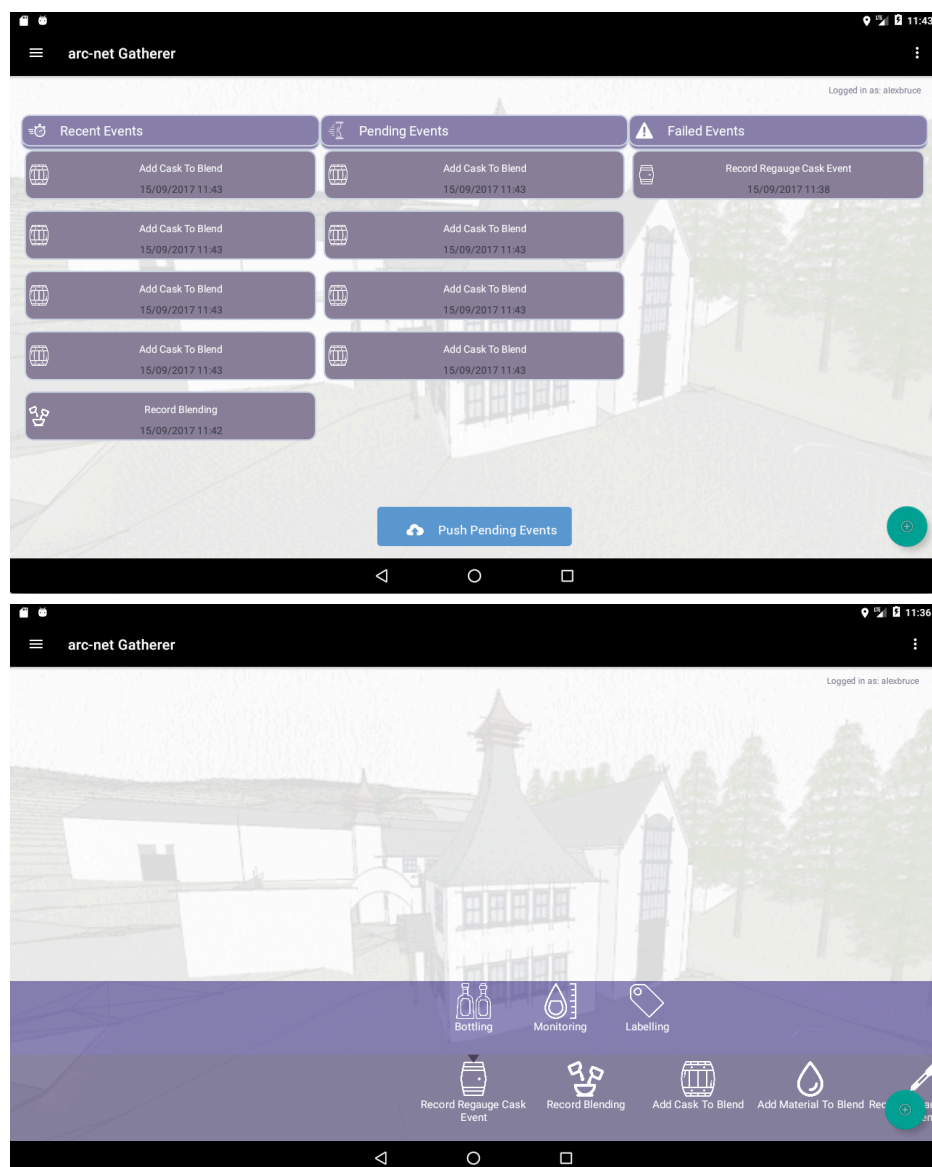 LTE 11:43
arc-net Gatherer
Logged in as: alexbruce
Recent Events
Pending Events
Failed Events
Add Cask To Blend
15/09/2017 11:43
Add Cask To Blend
15/09/2017 11:43
Record Regauge Cask Event
15/09/2017 11:38
Add Cask To Blend
15/09/2017 11:43
Add Cask To Blend
15/09/2017 11:43
Add Cask To Blend
15/09/2017 11:43
Add Cask To Blend
15/09/2017 11:43
Add Cask To Blend
15/09/2017 11:43
Add Cask To Blend
15/09/2017 11:43
Record Blending
15/09/2017 11:42
Push Pending Events
LTE 11:36
arc-net Gatherer
Logged in as: alexbruce
Bottling
Monitoring
Labelling
Record Regauge Cask
Event
Record Blending
Add Cask To Blend
Add Material To Blend